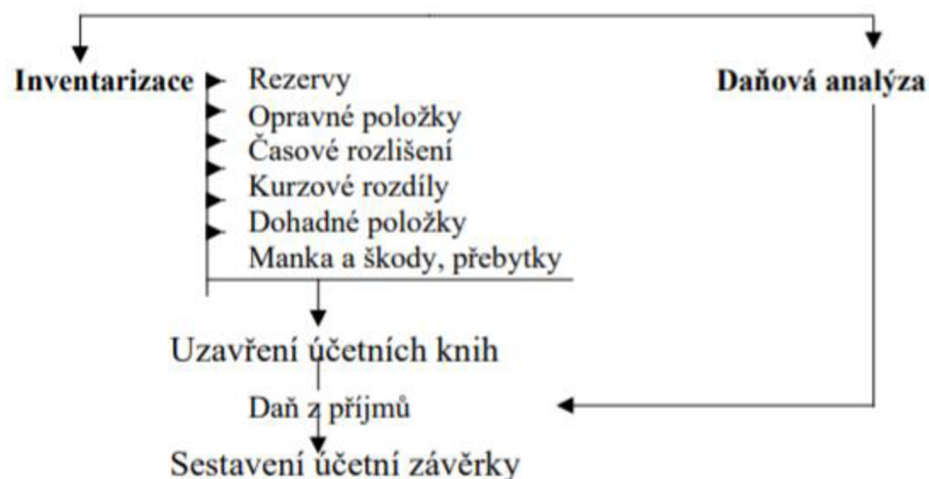 Inventarizace
Rezervy
Opravné položky
Časové rozlišení
Kurzové rozdíly
Dohadné položky
Manka a škody, přebytky
Daňová analýza
Uzavření účetních knih
Daň z příjmů
Sestavení účetní závěrky